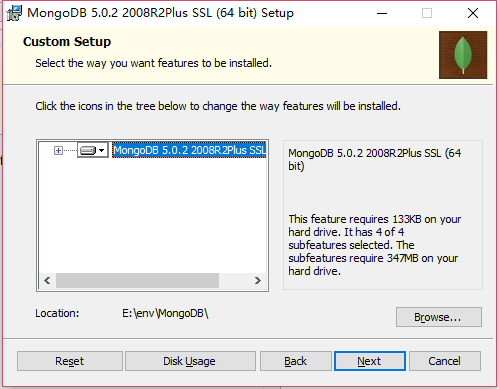 MongoDB 5.0.2 2008R2Plus SSL (64 bit) Setup
Custom Setup
Select the way you want features to be installed.
Click the icons in the tree below to change the way features will be installed.
MongoDB 5.0.2 2008R2Plus SSL
MongoDB 5.0.2 2008R2Plus SSL (64
bit)
This feature requires 133KB on your
hard drive. It has 4 of 4
subfeatures selected. The
subfeatures require 347MB on your
hard drive.
Location:
E:\env\MongoDB\
Browse...
Reset
Disk Usage
Back
Next
Cancel